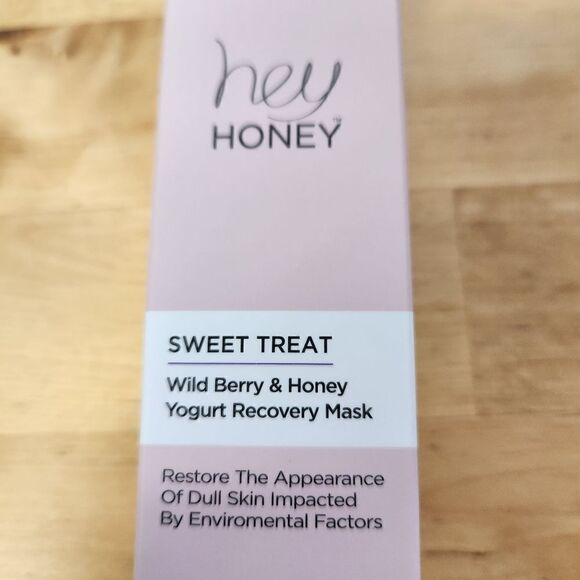 hey
HONEY™
SWEET TREAT
Wild Berry & Honey
Yogurt Recovery Mask
Restore The Appearance
Of Dull Skin Impacted
By Enviromental Factors